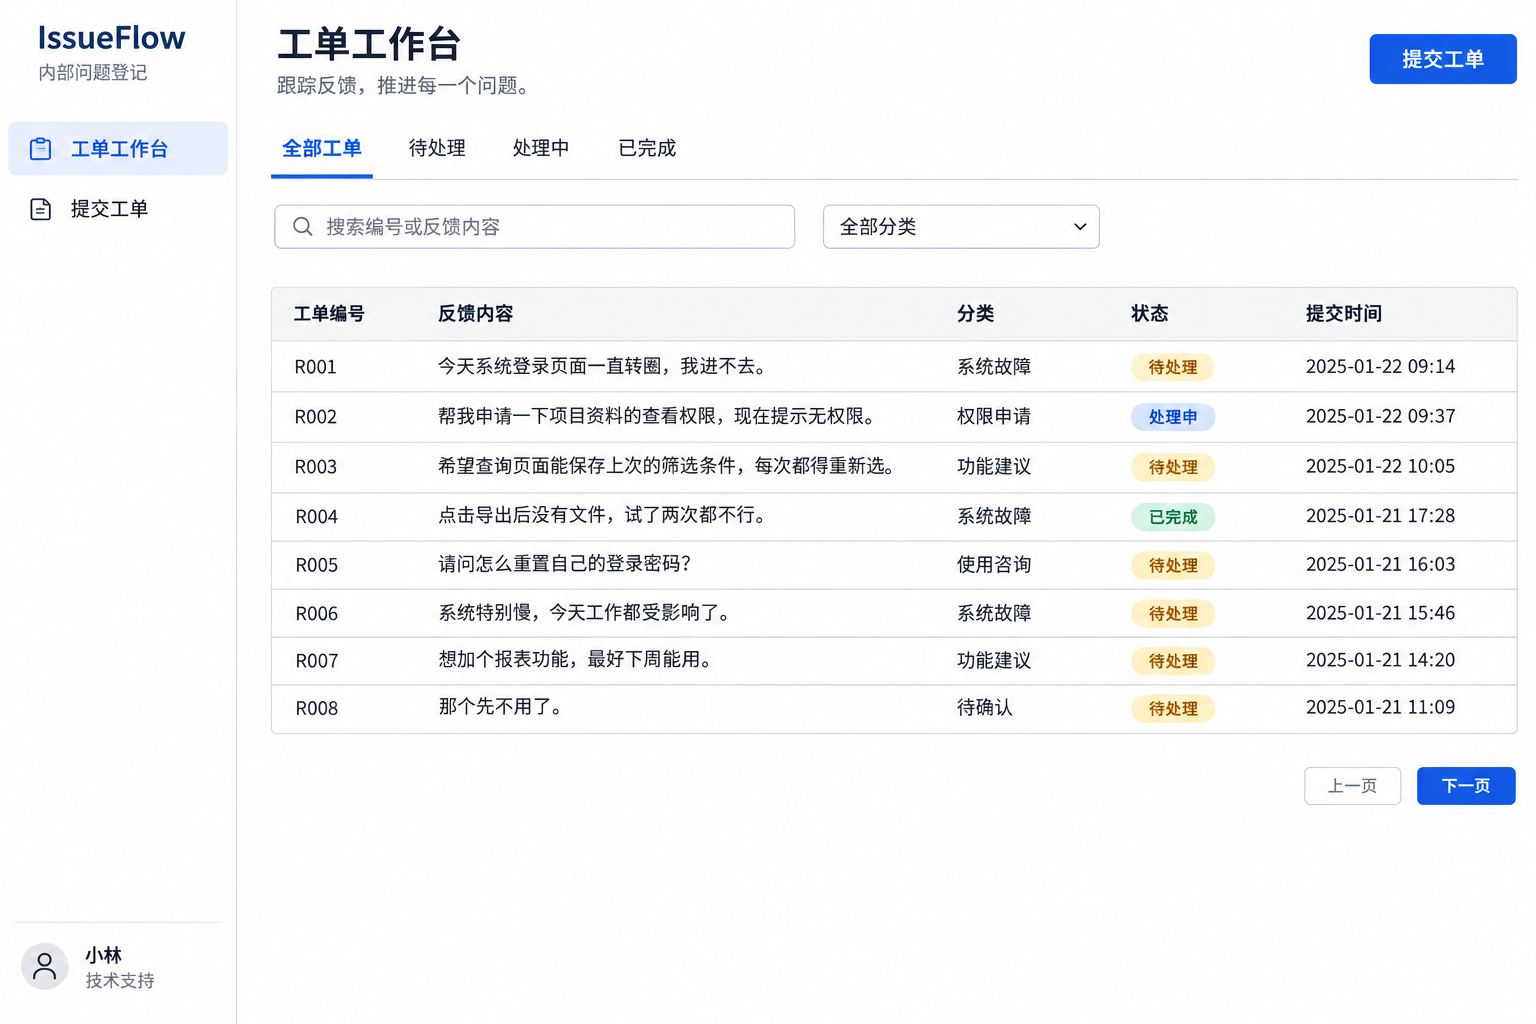 IssueFlow
内部问题登记
工单工作台
提交工单
小林
技术支持
工单工作台
跟踪反馈，推进每一个问题。
提交工单
全部工单 待处理 处理中 已完成
搜索编号或反馈内容 全部分类
工单编号 反馈内容 分类 状态 提交时间
R001 今天系统登录页面一直转圈，我进不去。 系统故障 待处理 2025-01-22 09:14
R002 帮我申请一下项目资料的查看权限，现在提示无权限。 权限申请 处理申 2025-01-22 09:37
R003 希望查询页面能保存上次的筛选条件，每次都得重新选。 功能建议 待处理 2025-01-22 10:05
R004 点击导出后没有文件，试了两次都不行。 系统故障 已完成 2025-01-21 17:28
R005 请问怎么重置自己的登录密码？ 使用咨询 待处理 2025-01-21 16:03
R006 系统特别慢，今天工作都受影响了。 系统故障 待处理 2025-01-21 15:46
R007 想加个报表功能，最好下周能用。 功能建议 待处理 2025-01-21 14:20
R008 那个先不用了。 待确认 待处理 2025-01-21 11:09
上一页 下一页